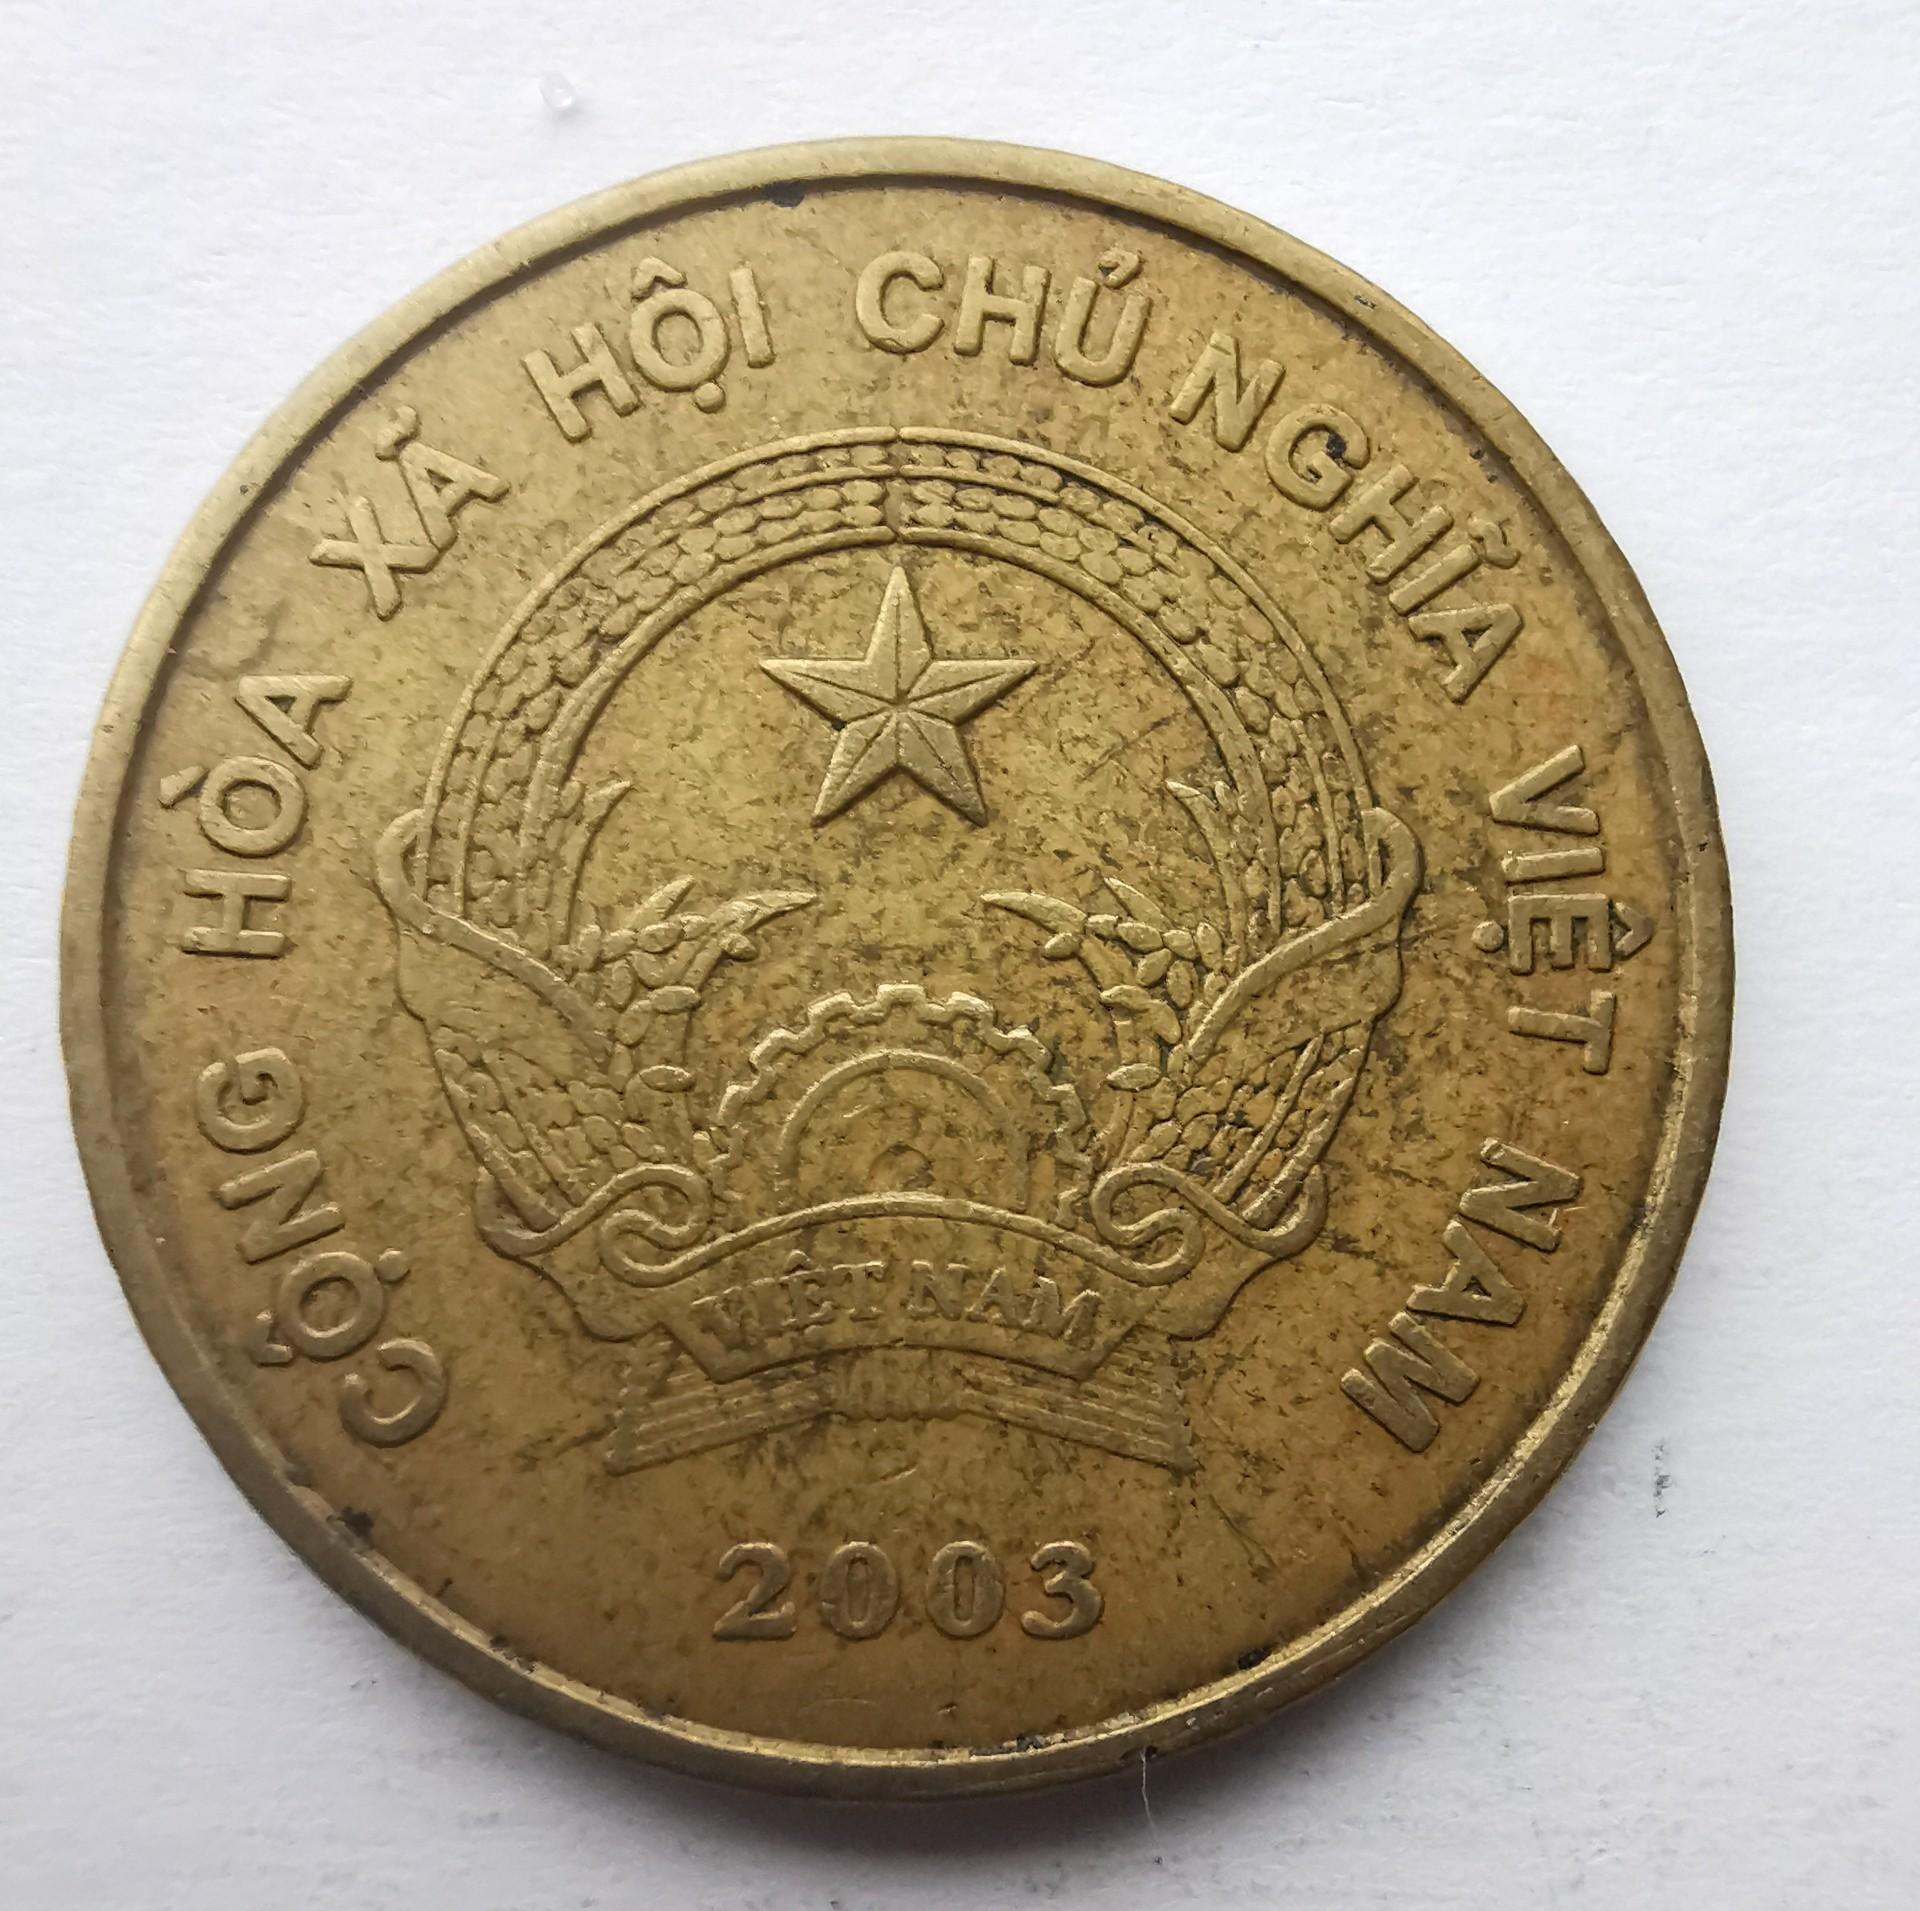 CỘNG HÒA XÃ HỘI CHỦ NGHĨA VIỆT NAM
VIỆT NAM
2003